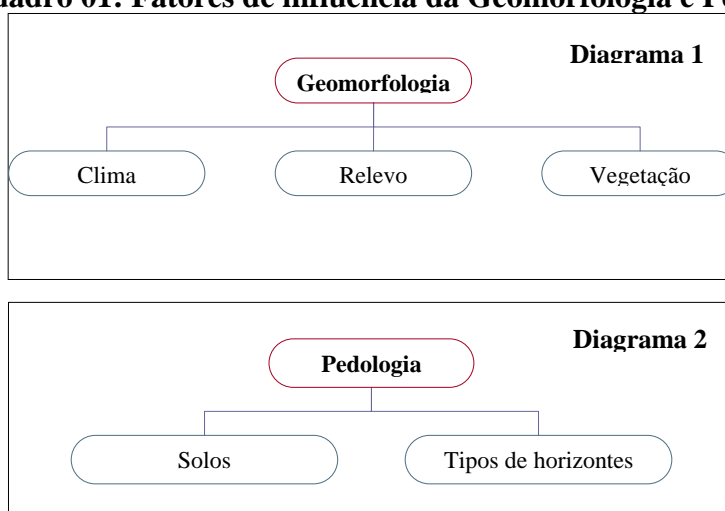 01: Fatores de influência da Geomorfologia e
Diagrama 1
Geomorfologia
Clima
Relevo
Vegetação
Diagrama 2
Pedologia
Solos
Tipos de horizontes